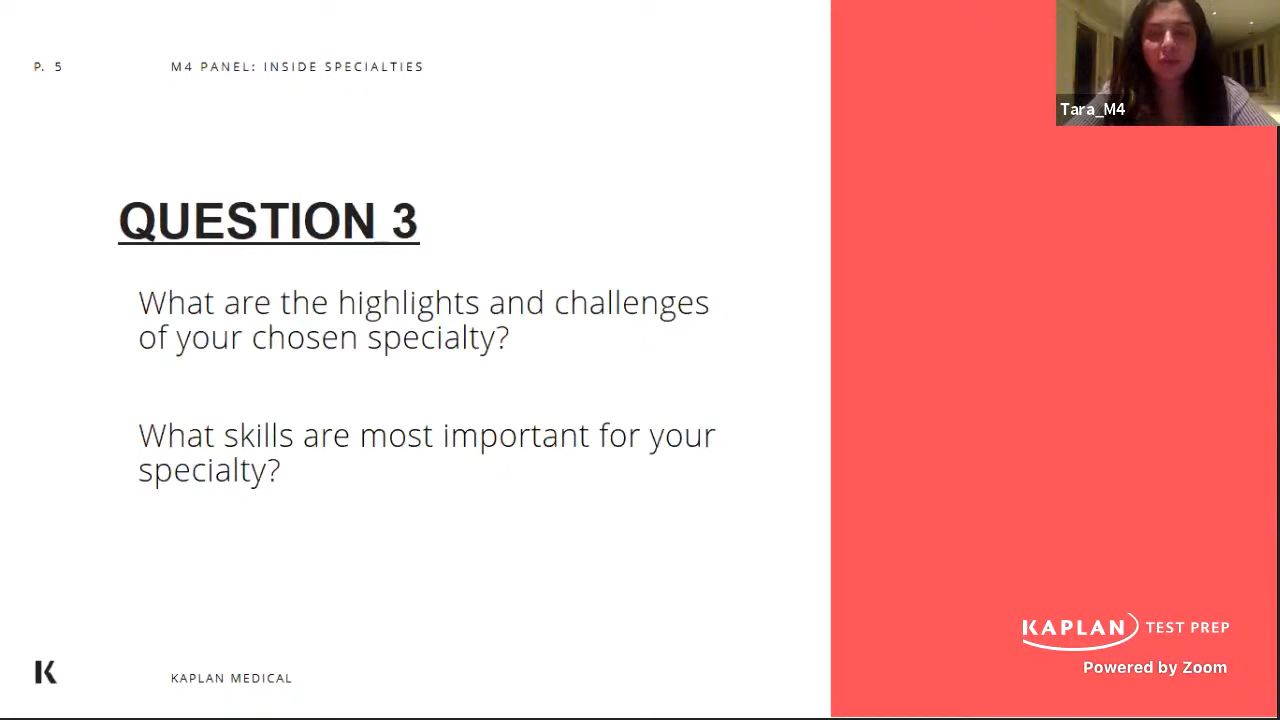 P. 5
M4 PANEL: INSIDE SPECIALTIES
Tara_M4
QUESTION 3
What are the highlights and challenges
of your chosen specialty?
What skills are most important for your
specialty?
KAPLAN TEST PREP
Powered by Zoom
K
KAPLAN MEDICAL